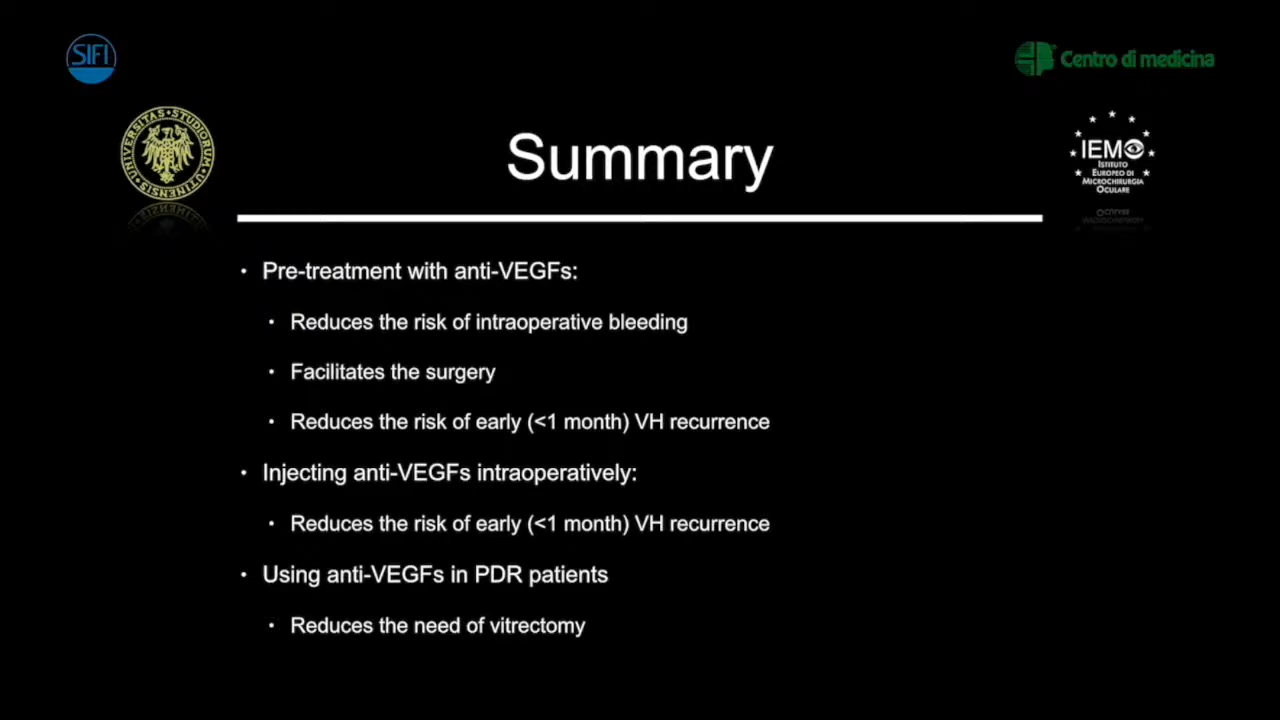 SIFI
Centro di medicina
UNIVERSITAS STUDIORUM UTINENSIS
IEMO
ISTITUTO
EUROPEO DI
MICROCHIRURGIA
OCULARE
Summary
• Pre-treatment with anti-VEGFs:
• Reduces the risk of intraoperative bleeding
• Facilitates the surgery
• Reduces the risk of early (<1 month) VH recurrence
• Injecting anti-VEGFs intraoperatively:
• Reduces the risk of early (<1 month) VH recurrence
• Using anti-VEGFs in PDR patients
• Reduces the need of vitrectomy